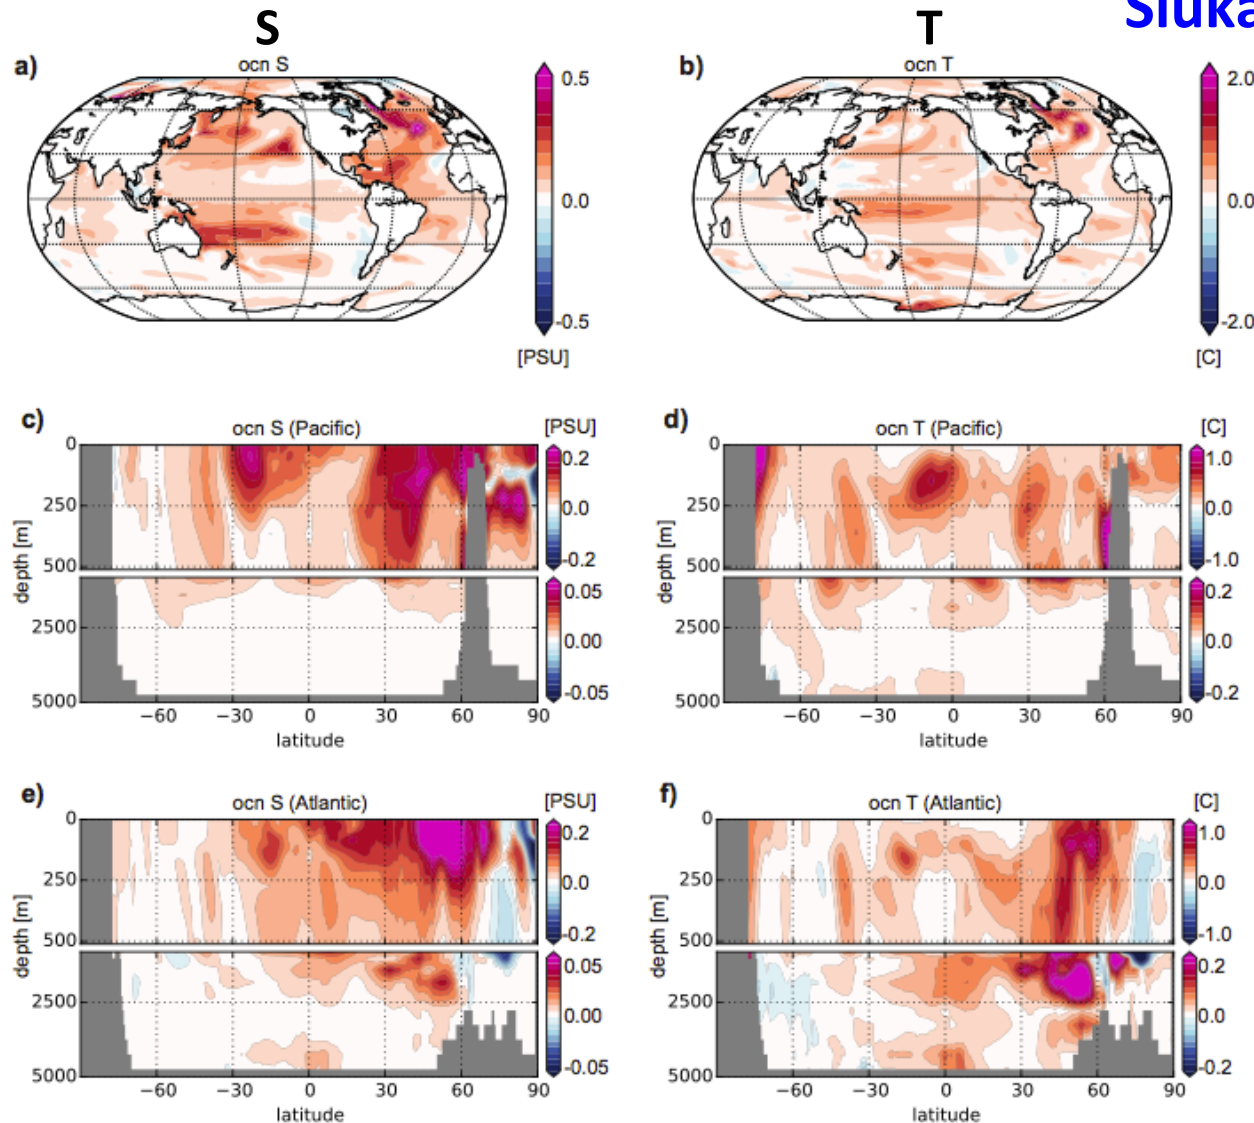 S
T
Sluka
a)
ocn S
0.5
0.0
-0.5
[PSU]
b)
ocn T
2.0
0.0
-2.0
[C]
c)
ocn S (Pacific)
[PSU]
0
250
500
2500
5000
depth [m]
0.2
0.0
-0.2
0.05
0.00
-0.05
−60 −30 0 30 60 90
latitude
d)
ocn T (Pacific)
[C]
0
250
500
2500
5000
depth [m]
1.0
0.0
-1.0
0.2
0.0
-0.2
−60 −30 0 30 60 90
latitude
e)
ocn S (Atlantic)
[PSU]
0
250
500
2500
5000
depth [m]
0.2
0.0
-0.2
0.05
0.00
-0.05
−60 −30 0 30 60 90
latitude
f)
ocn T (Atlantic)
[C]
0
250
500
2500
5000
depth [m]
1.0
0.0
-1.0
0.2
0.0
-0.2
−60 −30 0 30 60 90
latitude